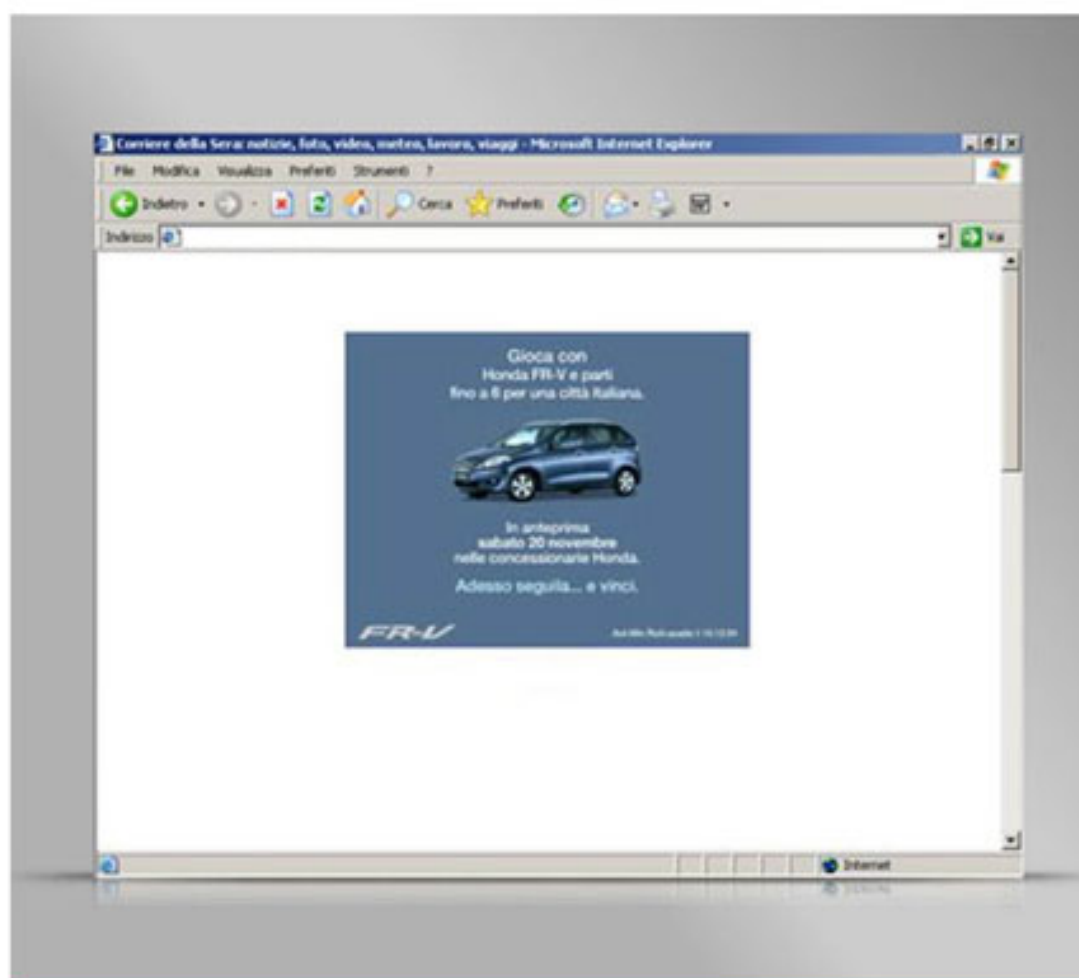 Corriere della Sera: notizie, foto, video, meteo, lavoro, viaggi - Microsoft Internet Explorer
File Modifica Visualizza Preferiti Strumenti ?
Indietro Cerca Preferiti
Indirizzo Vai
Gioca con
Honda FR-V e parti
fino a 6 per una città italiana.
In anteprima
sabato 20 novembre
nelle concessionarie Honda.
Adesso seguila... e vinci.
FR-V
Internet